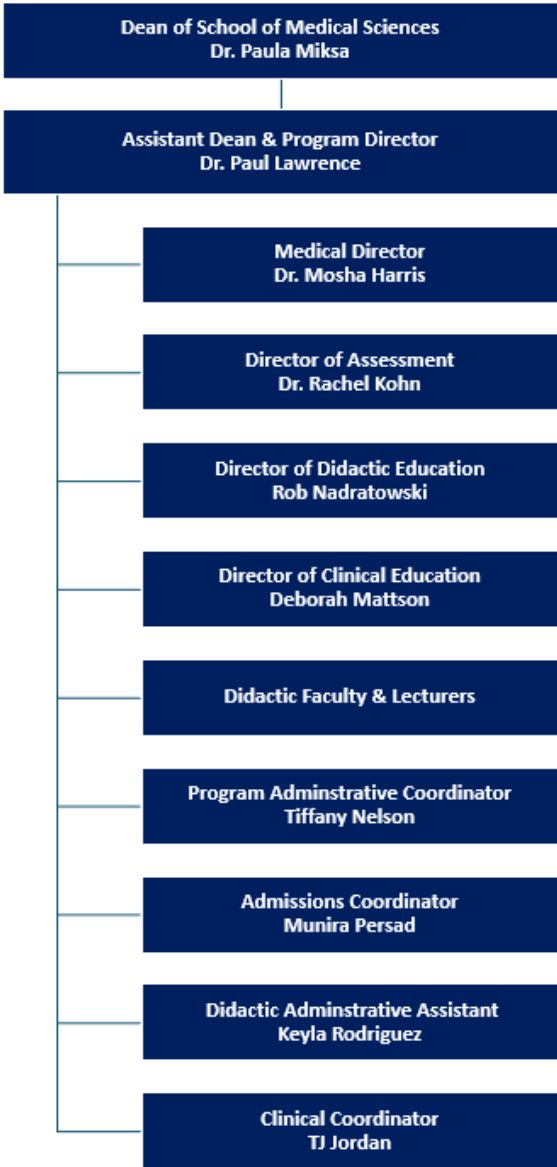 Dean of School of Medical Sciences
Dr. Paula Miksa
Assistant Dean & Program Director
Dr. Paul Lawrence
Medical Director
Dr. Mosha Harris
Director of Assessment
Dr. Rachel Kohn
Director of Didactic Education
Rob Nadratowski
Director of Clinical Education
Deborah Mattson
Didactic Faculty & Lecturers
Program Adminstrative Coordinator
Tiffany Nelson
Admissions Coordinator
Munira Persad
Didactic Adminstrative Assistant
Keyla Rodriguez
Clinical Coordinator
TJ Jordan